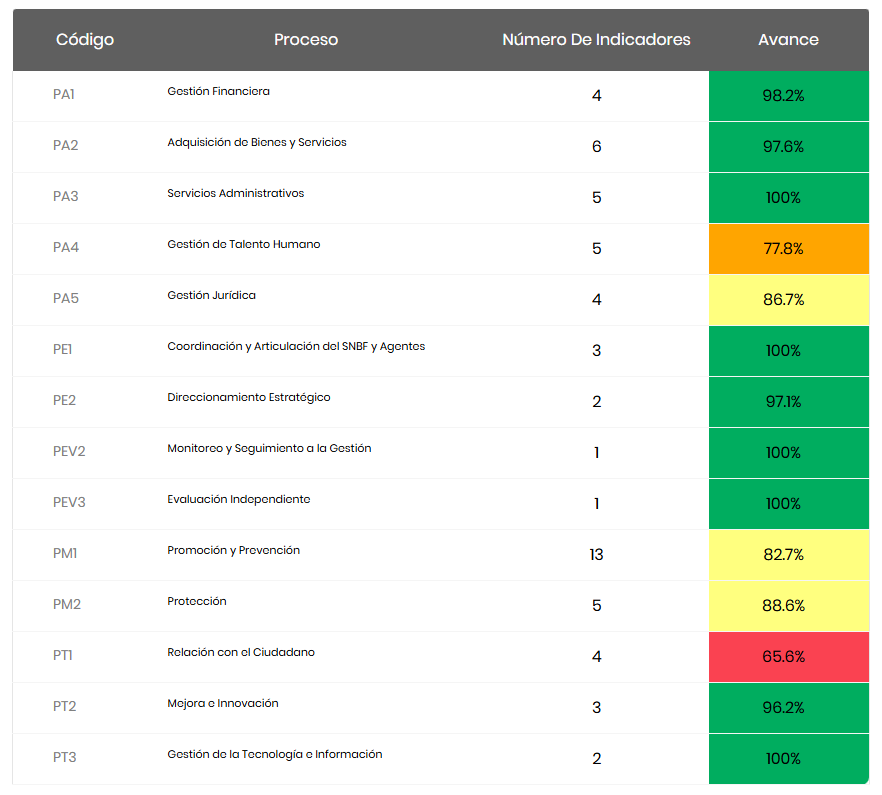 Código Proceso Número De Indicadores Avance
PA1 Gestión Financiera 4 98.2%
PA2 Adquisición de Bienes y Servicios 6 97.6%
PA3 Servicios Administrativos 5 100%
PA4 Gestión de Talento Humano 5 77.8%
PA5 Gestión Jurídica 4 86.7%
PE1 Coordinación y Articulación del SNBF y Agentes 3 100%
PE2 Direccionamiento Estratégico 2 97.1%
PEV2 Monitoreo y Seguimiento a la Gestión 1 100%
PEV3 Evaluación Independiente 1 100%
PM1 Promoción y Prevención 13 82.7%
PM2 Protección 5 88.6%
PT1 Relación con el Ciudadano 4 65.6%
PT2 Mejora e Innovación 3 96.2%
PT3 Gestión de la Tecnología e Información 2 100%